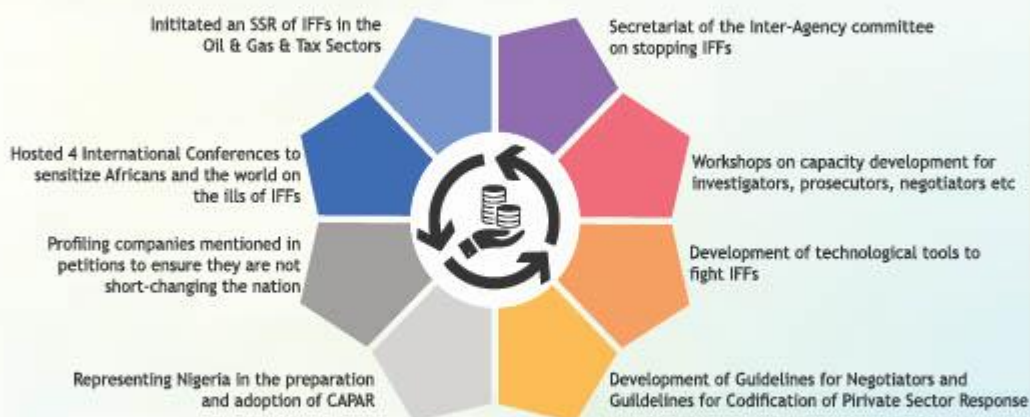 Inititated an SSR of IFFs in the
Oil & Gas & Tax Sectors
Secretariat of the Inter-Agency committee
on stopping IFFs
Hosted 4 International Conferences to
sensitize Africans and the world on
the ills of IFFs
Workshops on capacity development for
investigators, prosecutors, negotiators etc
Profiling companies mentioned in
petitions to ensure they are not
short-changing the nation
Development of technological tools to
fight IFFs
Representing Nigeria in the preparation
and adoption of CAPAR
Development of Guidelines for Negotiators and
Guildelines for Codification of Pirivate Sector Response